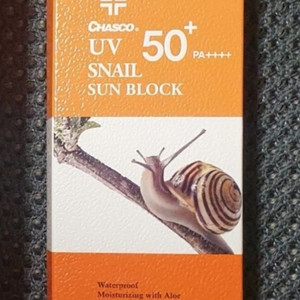 CHASCO®
UV 50+ PA++++
SNAIL
SUN BLOCK
Waterproof
Moisturizing with Aloe